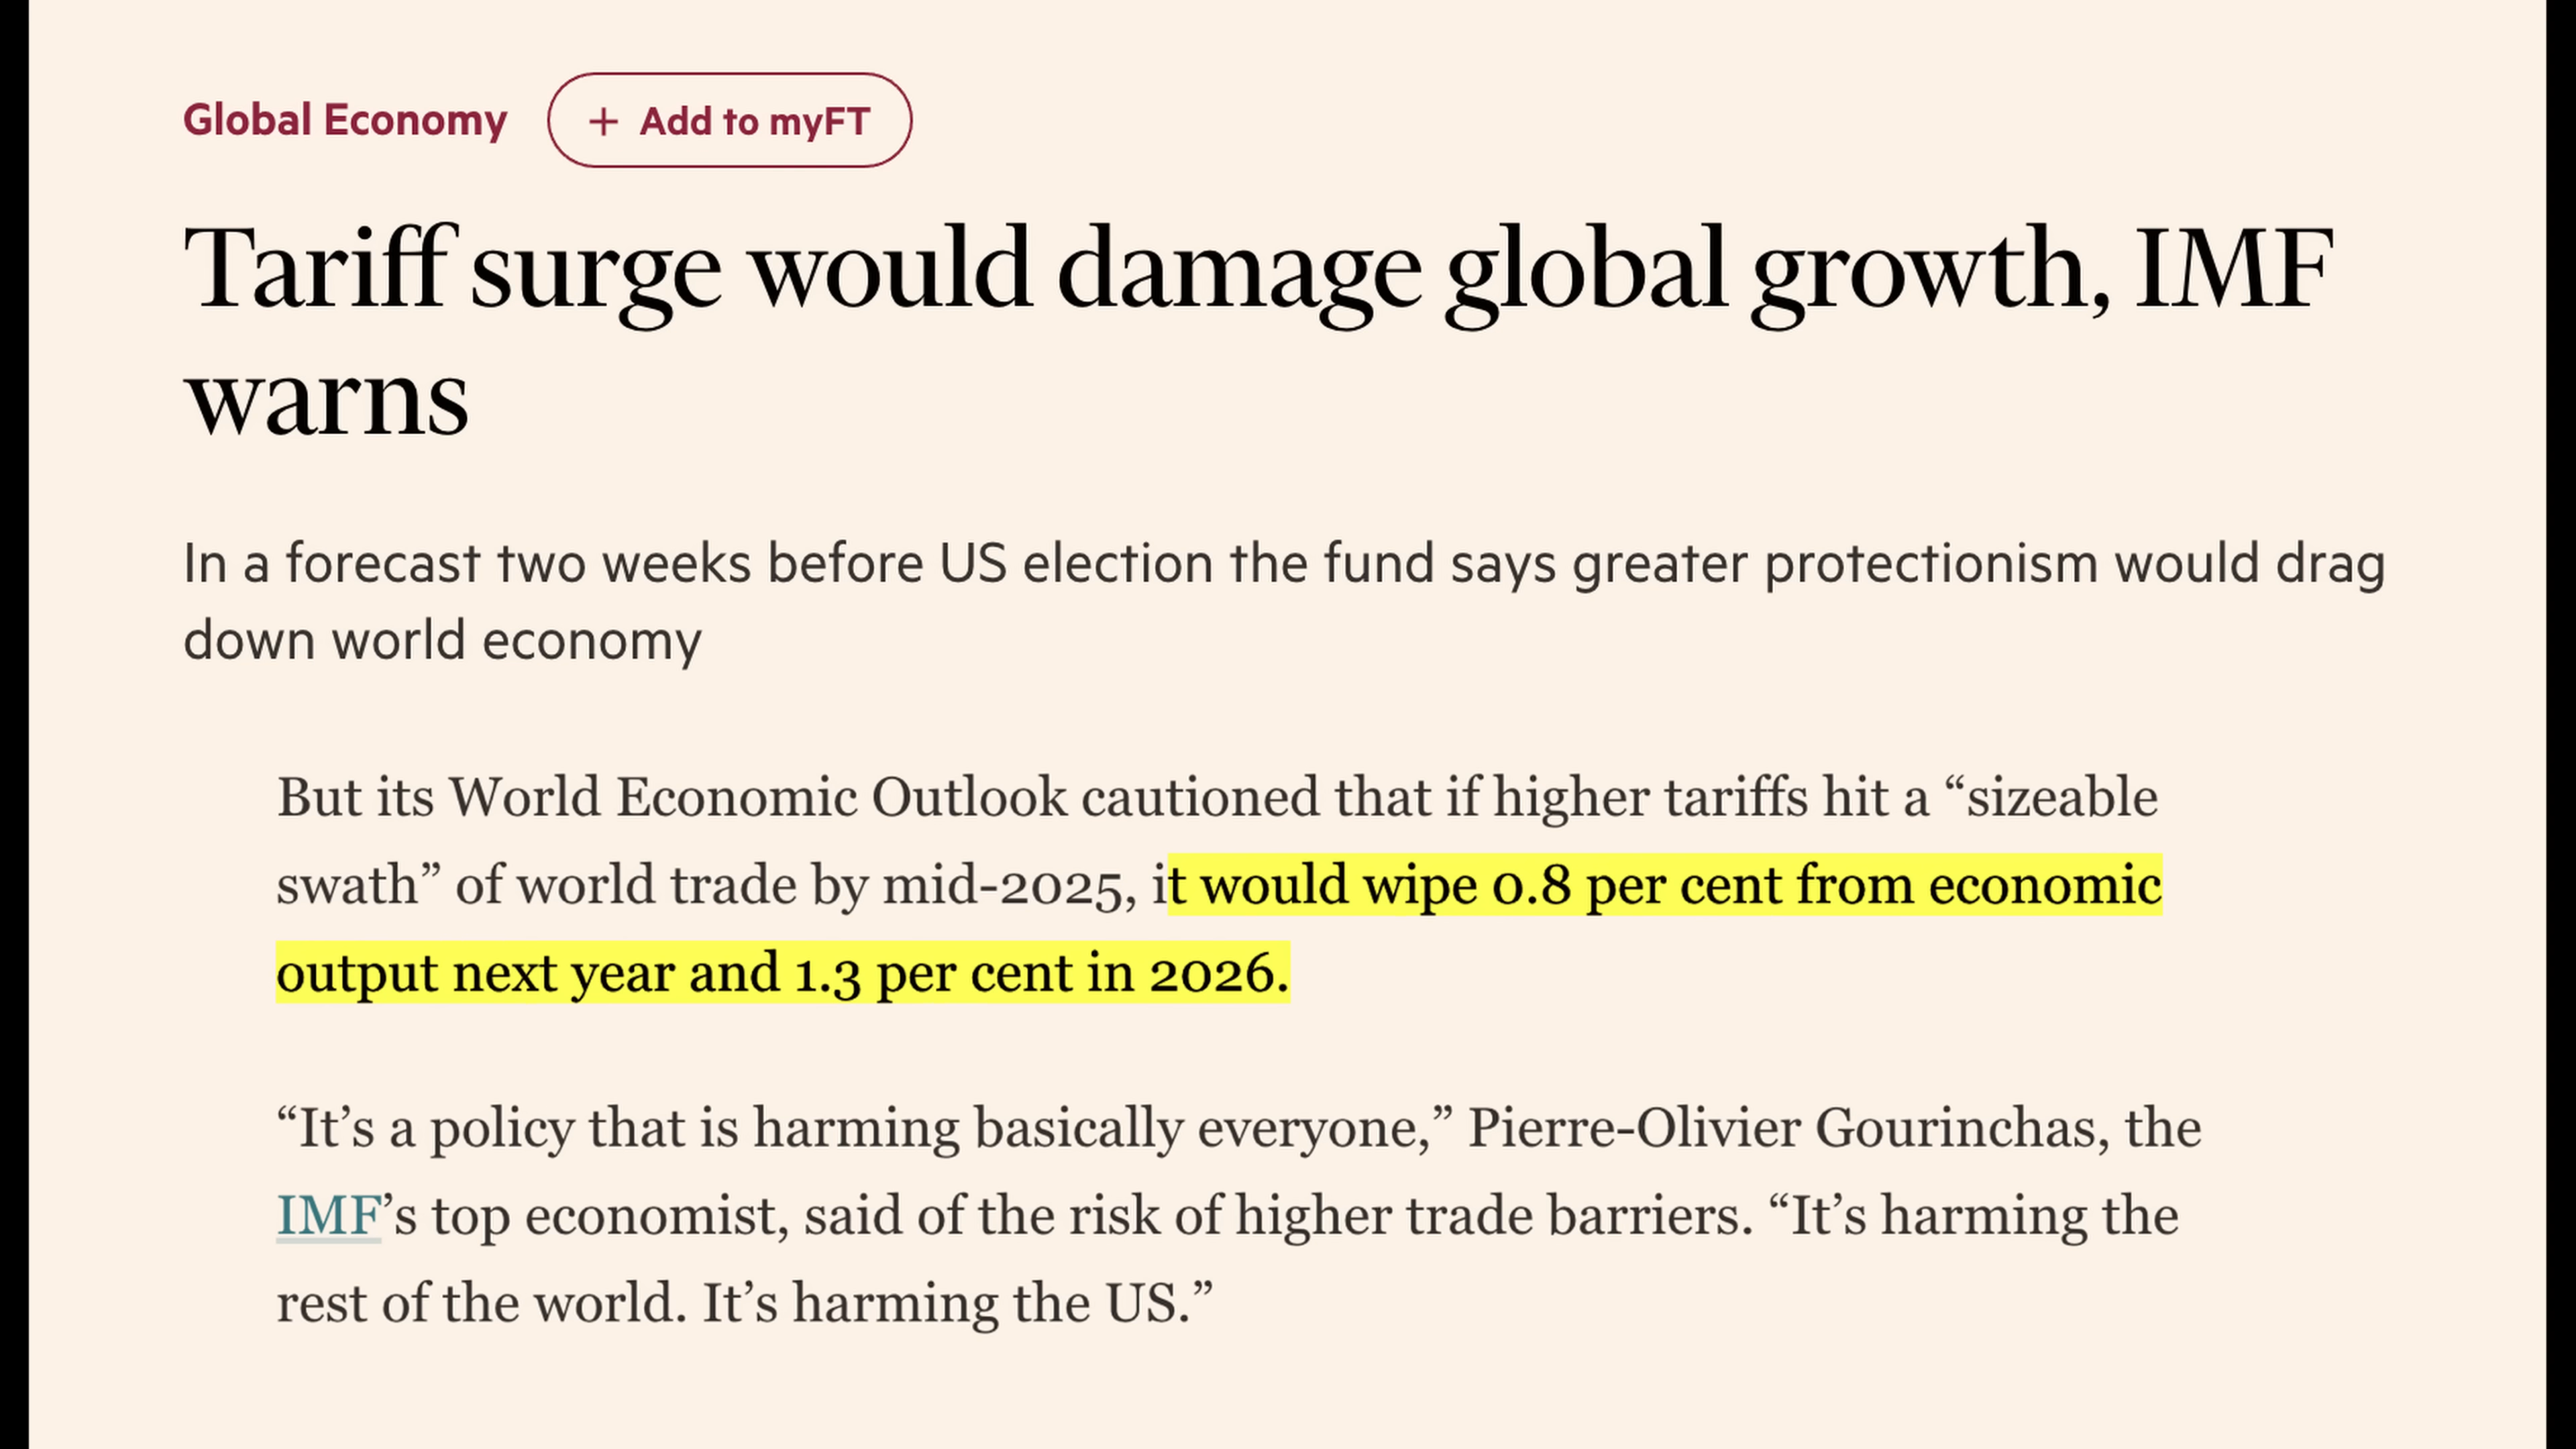 Global Economy
+ Add to myFT
Tariff surge would damage global growth, IMF
warns
In a forecast two weeks before US election the fund says greater protectionism would drag
down world economy
But its World Economic Outlook cautioned that if higher tariffs hit a “sizeable
swath” of world trade by mid-2025, it would wipe 0.8 per cent from economic
output next year and 1.3 per cent in 2026.
“It’s a policy that is harming basically everyone,” Pierre-Olivier Gourinchas, the
IMF’s top economist, said of the risk of higher trade barriers. “It’s harming the
rest of the world. It’s harming the US.”